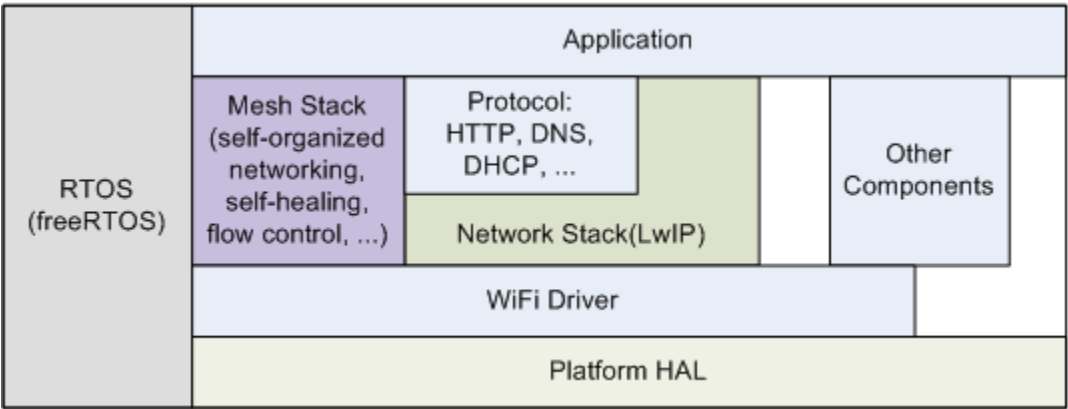 Application
RTOS
(freeRTOS)
Mesh Stack
(self-organized
networking,
self-healing,
flow control, ...)
Protocol:
HTTP, DNS,
DHCP, ...
Network Stack(LwIP)
Other
Components
WiFi Driver
Platform HAL